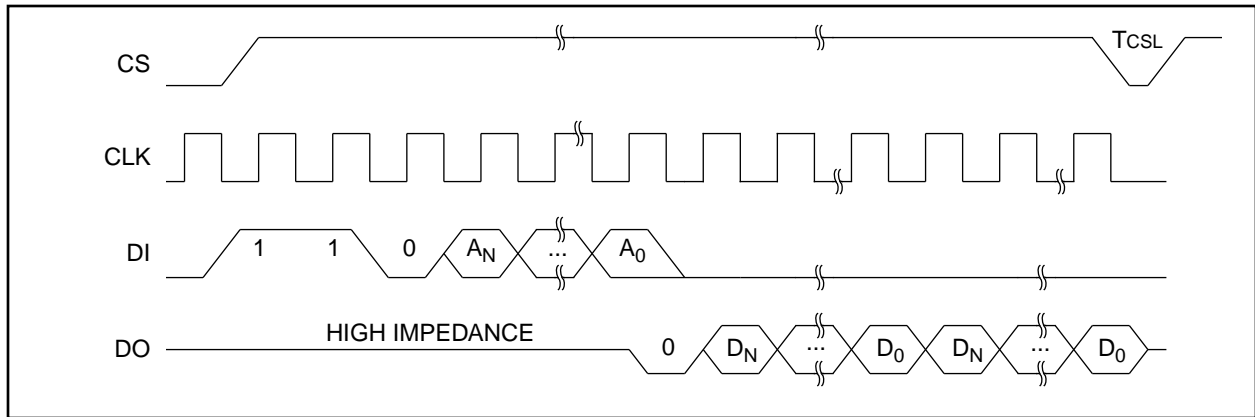 CS TCSL
CLK
DI 1 1 0 AN ... A0
DO HIGH IMPEDANCE 0 DN ... D0 DN ... D0